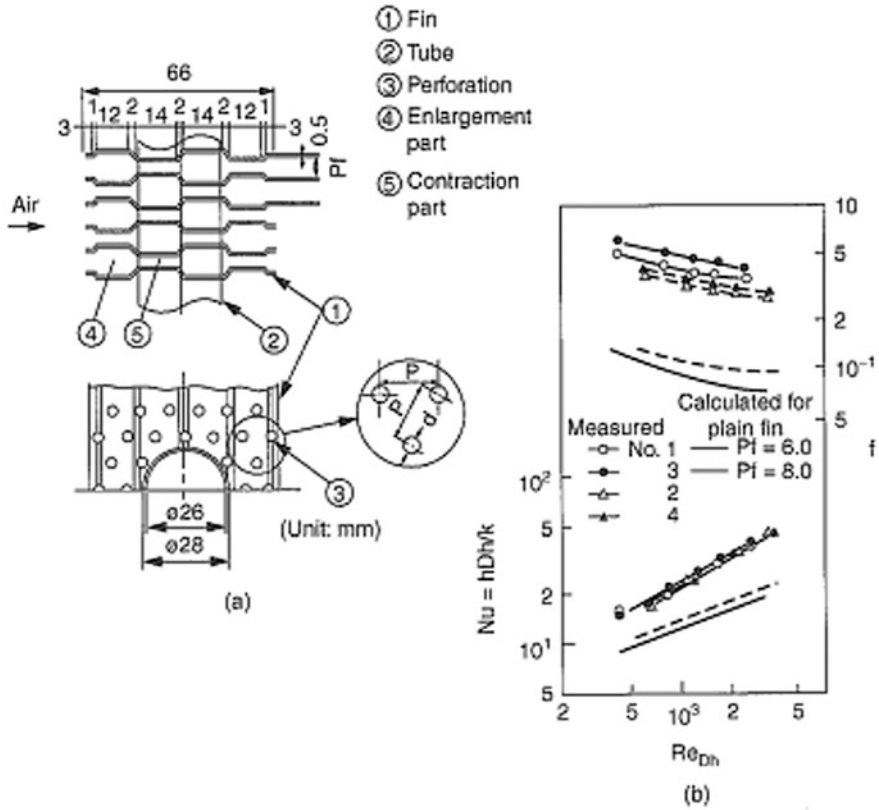 ① Fin
② Tube
③ Perforation
④ Enlargement
part
⑤ Contraction
part
66
1 12 2 14 2 14 2 12 1
3 3
0.5
Pf
Air
④ ⑤ ② ①
P
P
d
③
(Unit: mm)
ø26
ø28
(a)
10
5
2
10⁻¹
5
f
Measured
No. 1
3
2
4
Calculated for
plain fin
Pf = 6.0
Pf = 8.0
10²
5
2
10¹
5
Nu = hDh/k
2 5 10³ 2 5
Re_Dh
(b)